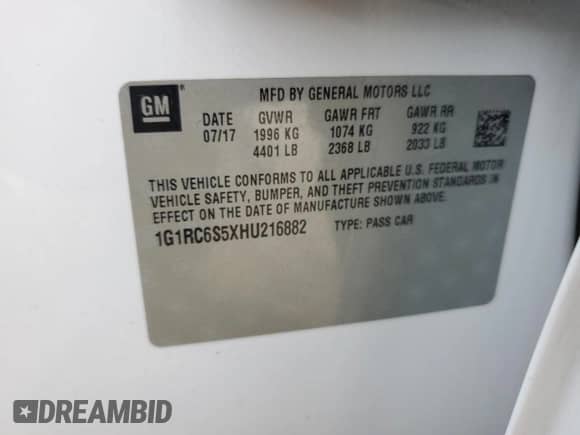 GM
MFD BY GENERAL MOTORS LLC
DATE GVWR GAWR FRT GAWR RR
07/17 1996 KG 1074 KG 922 KG
4401 LB 2368 LB 2033 LB
THIS VEHICLE CONFORMS TO ALL APPLICABLE U.S. FEDERAL MOTOR
VEHICLE SAFETY, BUMPER, AND THEFT PREVENTION STANDARDS IN
EFFECT ON THE DATE OF MANUFACTURE SHOWN ABOVE.
1G1RC6S5XHU216882 TYPE: PASS CAR
DREAMBID